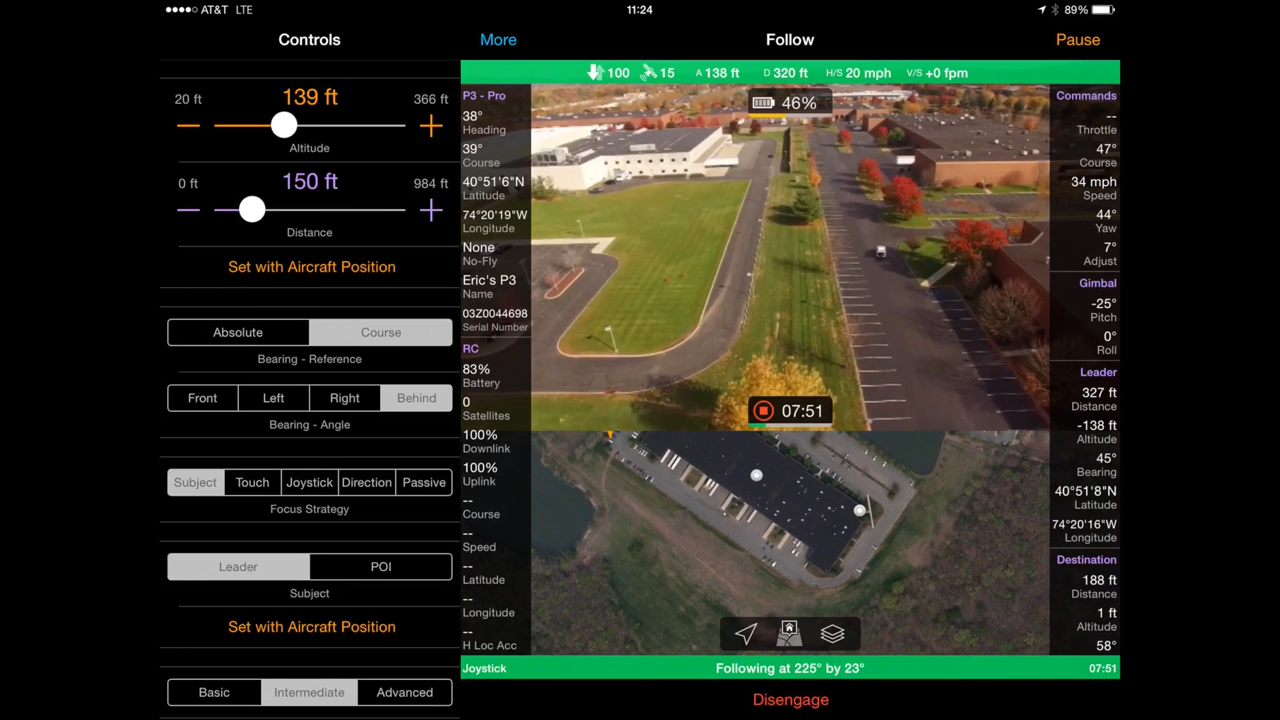 AT&T LTE
11:24
89%
Controls
More
Follow
Pause
100 15 A 138 ft D 320 ft H/S 20 mph V/S +0 fpm
20 ft
139 ft
366 ft
Altitude
0 ft
150 ft
984 ft
Distance
Set with Aircraft Position
Absolute Course
Bearing - Reference
Front Left Right Behind
Bearing - Angle
Subject Touch Joystick Direction Passive
Focus Strategy
Leader POI
Subject
Set with Aircraft Position
Basic Intermediate Advanced
P3 - Pro
38°
Heading
39°
Course
40°51'6"N
Latitude
74°20'19"W
Longitude
None
No-Fly
Eric's P3
Name
03Z0044698
Serial Number
RC
83%
Battery
0
Satellites
100%
Downlink
100%
Uplink
--
Course
--
Speed
--
Latitude
--
Longitude
--
H Loc Acc
46%
07:51
Commands
--
Throttle
47°
Course
34 mph
Speed
44°
Yaw
7°
Adjust
Gimbal
-25°
Pitch
0°
Roll
Leader
327 ft
Distance
-138 ft
Altitude
45°
Bearing
40°51'8"N
Latitude
74°20'16"W
Longitude
Destination
188 ft
Distance
1 ft
Altitude
58°
Joystick
Following at 225° by 23°
07:51
Disengage